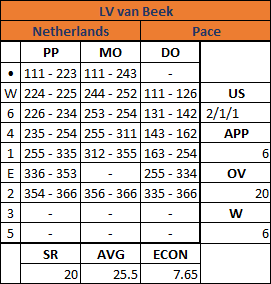 LV van Beek
Netherlands Pace
PP MO DO
• 111 - 223 111 - 243 -
W 224 - 225 244 - 252 111 - 126 US
6 226 - 234 253 - 254 131 - 142 2/1/1
4 235 - 254 255 - 311 143 - 162 APP
1 255 - 335 312 - 355 163 - 254 6
E 336 - 353 - 255 - 334 OV
2 354 - 366 356 - 366 335 - 366 20
3 - - - W
5 - - - 6
SR AVG ECON
20 25.5 7.65